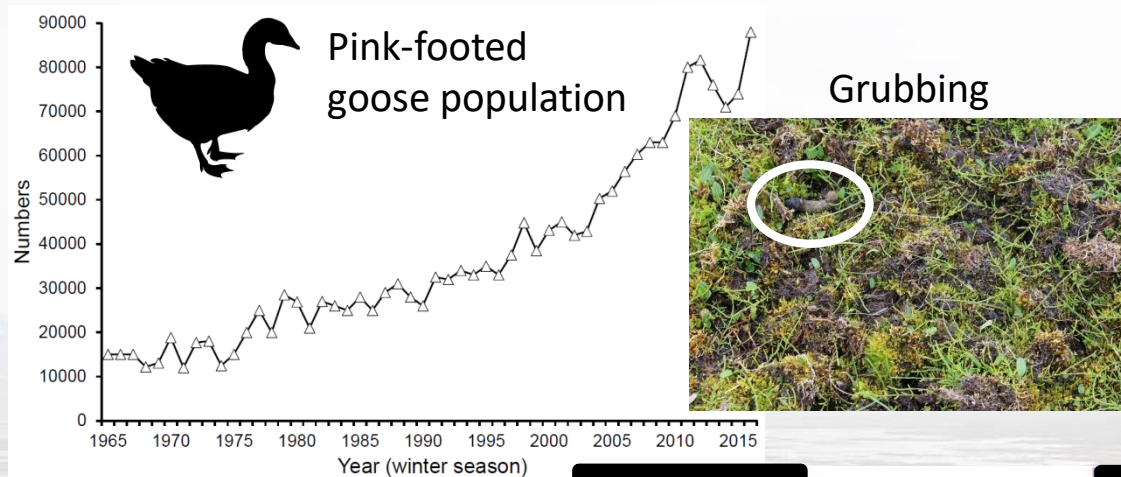 Pink-footed
goose population
Grubbing
90000
80000
70000
60000
50000
40000
30000
20000
10000
0
Numbers
1965 1970 1975 1980 1985 1990 1995 2000 2005 2010 2015
Year (winter season)